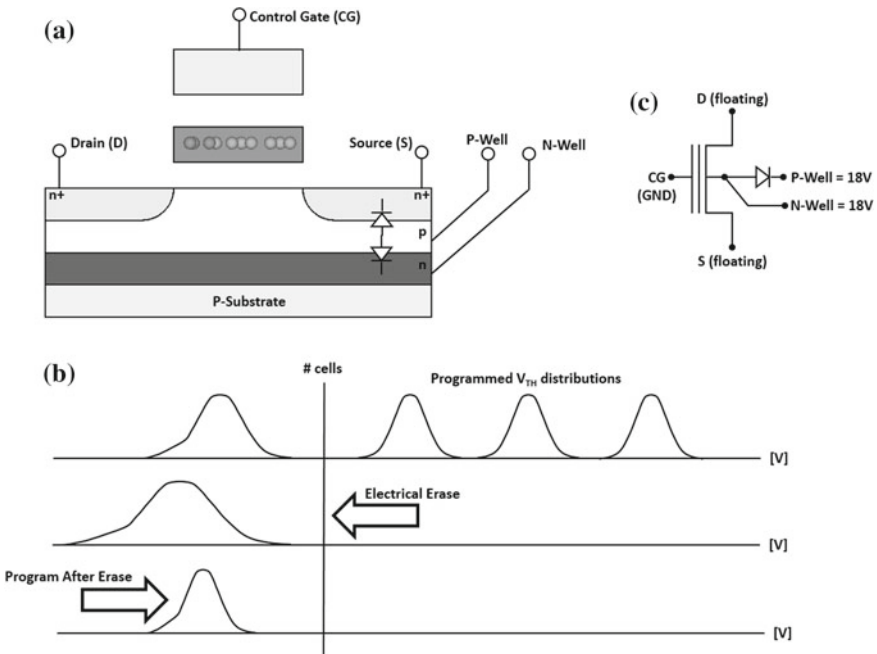 (a)
Control Gate (CG)
Drain (D)
Source (S)
P-Well
N-Well
n+
n+
p
n
P-Substrate
(c)
D (floating)
CG
(GND)
P-Well = 18V
N-Well = 18V
S (floating)
(b)
# cells
Programmed VTH distributions
[V]
Electrical Erase
[V]
Program After Erase
[V]